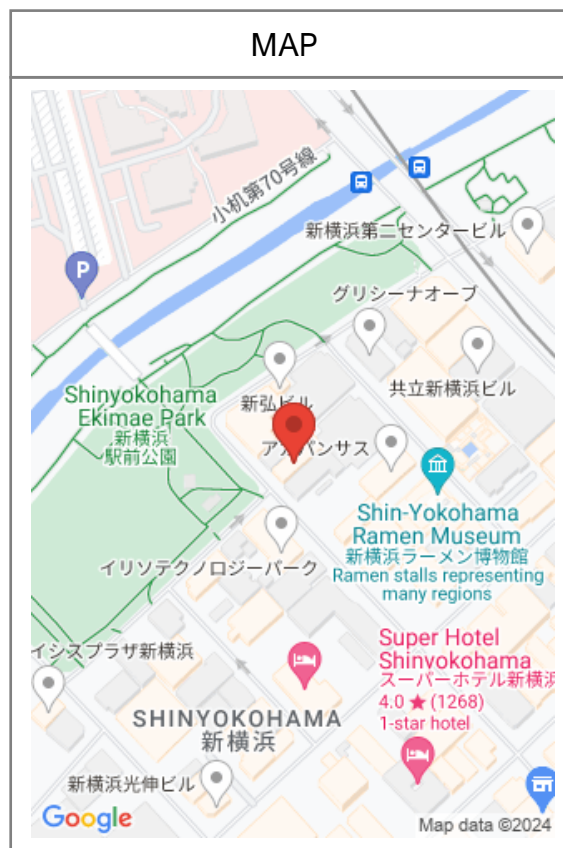 MAP
小机第70号線
新横浜第二センタービル
P
グリシーナオーブ
共立新横浜ビル
Shinyokohama
Ekimae Park
新横浜
駅前公園
新弘ビル
ア パンサス
Shin-Yokohama
Ramen Museum
新横浜ラーメン博物館
Ramen stalls representing
many regions
イリソテクノロジーパーク
イシスプラザ新横浜
Super Hotel
Shinyokohama
スーパーホテル新横浜
4.0 ★ (1268)
1-star hotel
SHINYOKOHAMA
新横浜
新横浜光伸ビル
Google
Map data ©2024